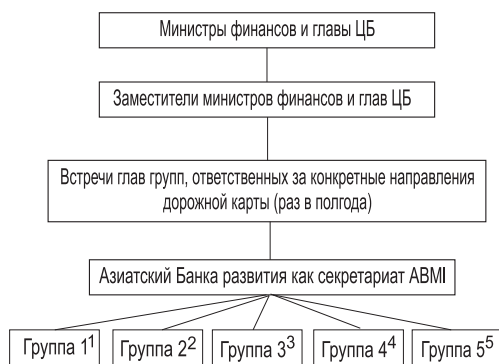 Министры финансов и главы ЦБ
Заместители министров финансов и глав ЦБ
Встречи глав групп, ответственных за конкретные направления
дорожной карты (раз в полгода)
Азиатский Банка развития как секретариат ABMI
Группа 1¹ Группа 2² Группа 3³ Группа 4⁴ Группа 5⁵